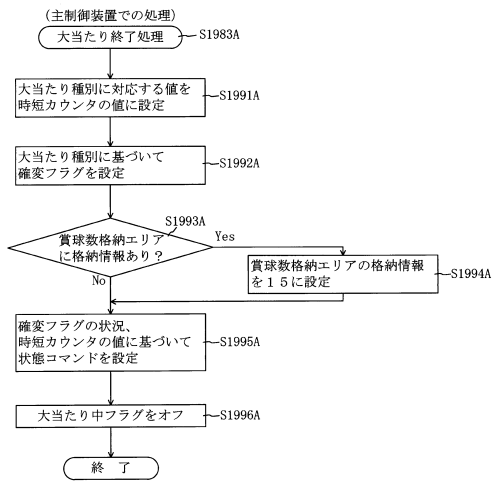 (主制御装置での処理)
大当たり終了処理
S1983A
大当たり種別に対応する値を
時短カウンタの値に設定
S1991A
大当たり種別に基づいて
確変フラグを設定
S1992A
S1993A
賞球数格納エリア
に格納情報あり?
Yes
No
賞球数格納エリアの格納情報
を15に設定
S1994A
確変フラグの状況、
時短カウンタの値に基づいて
状態コマンドを設定
S1995A
大当たり中フラグをオフ
S1996A
終 了